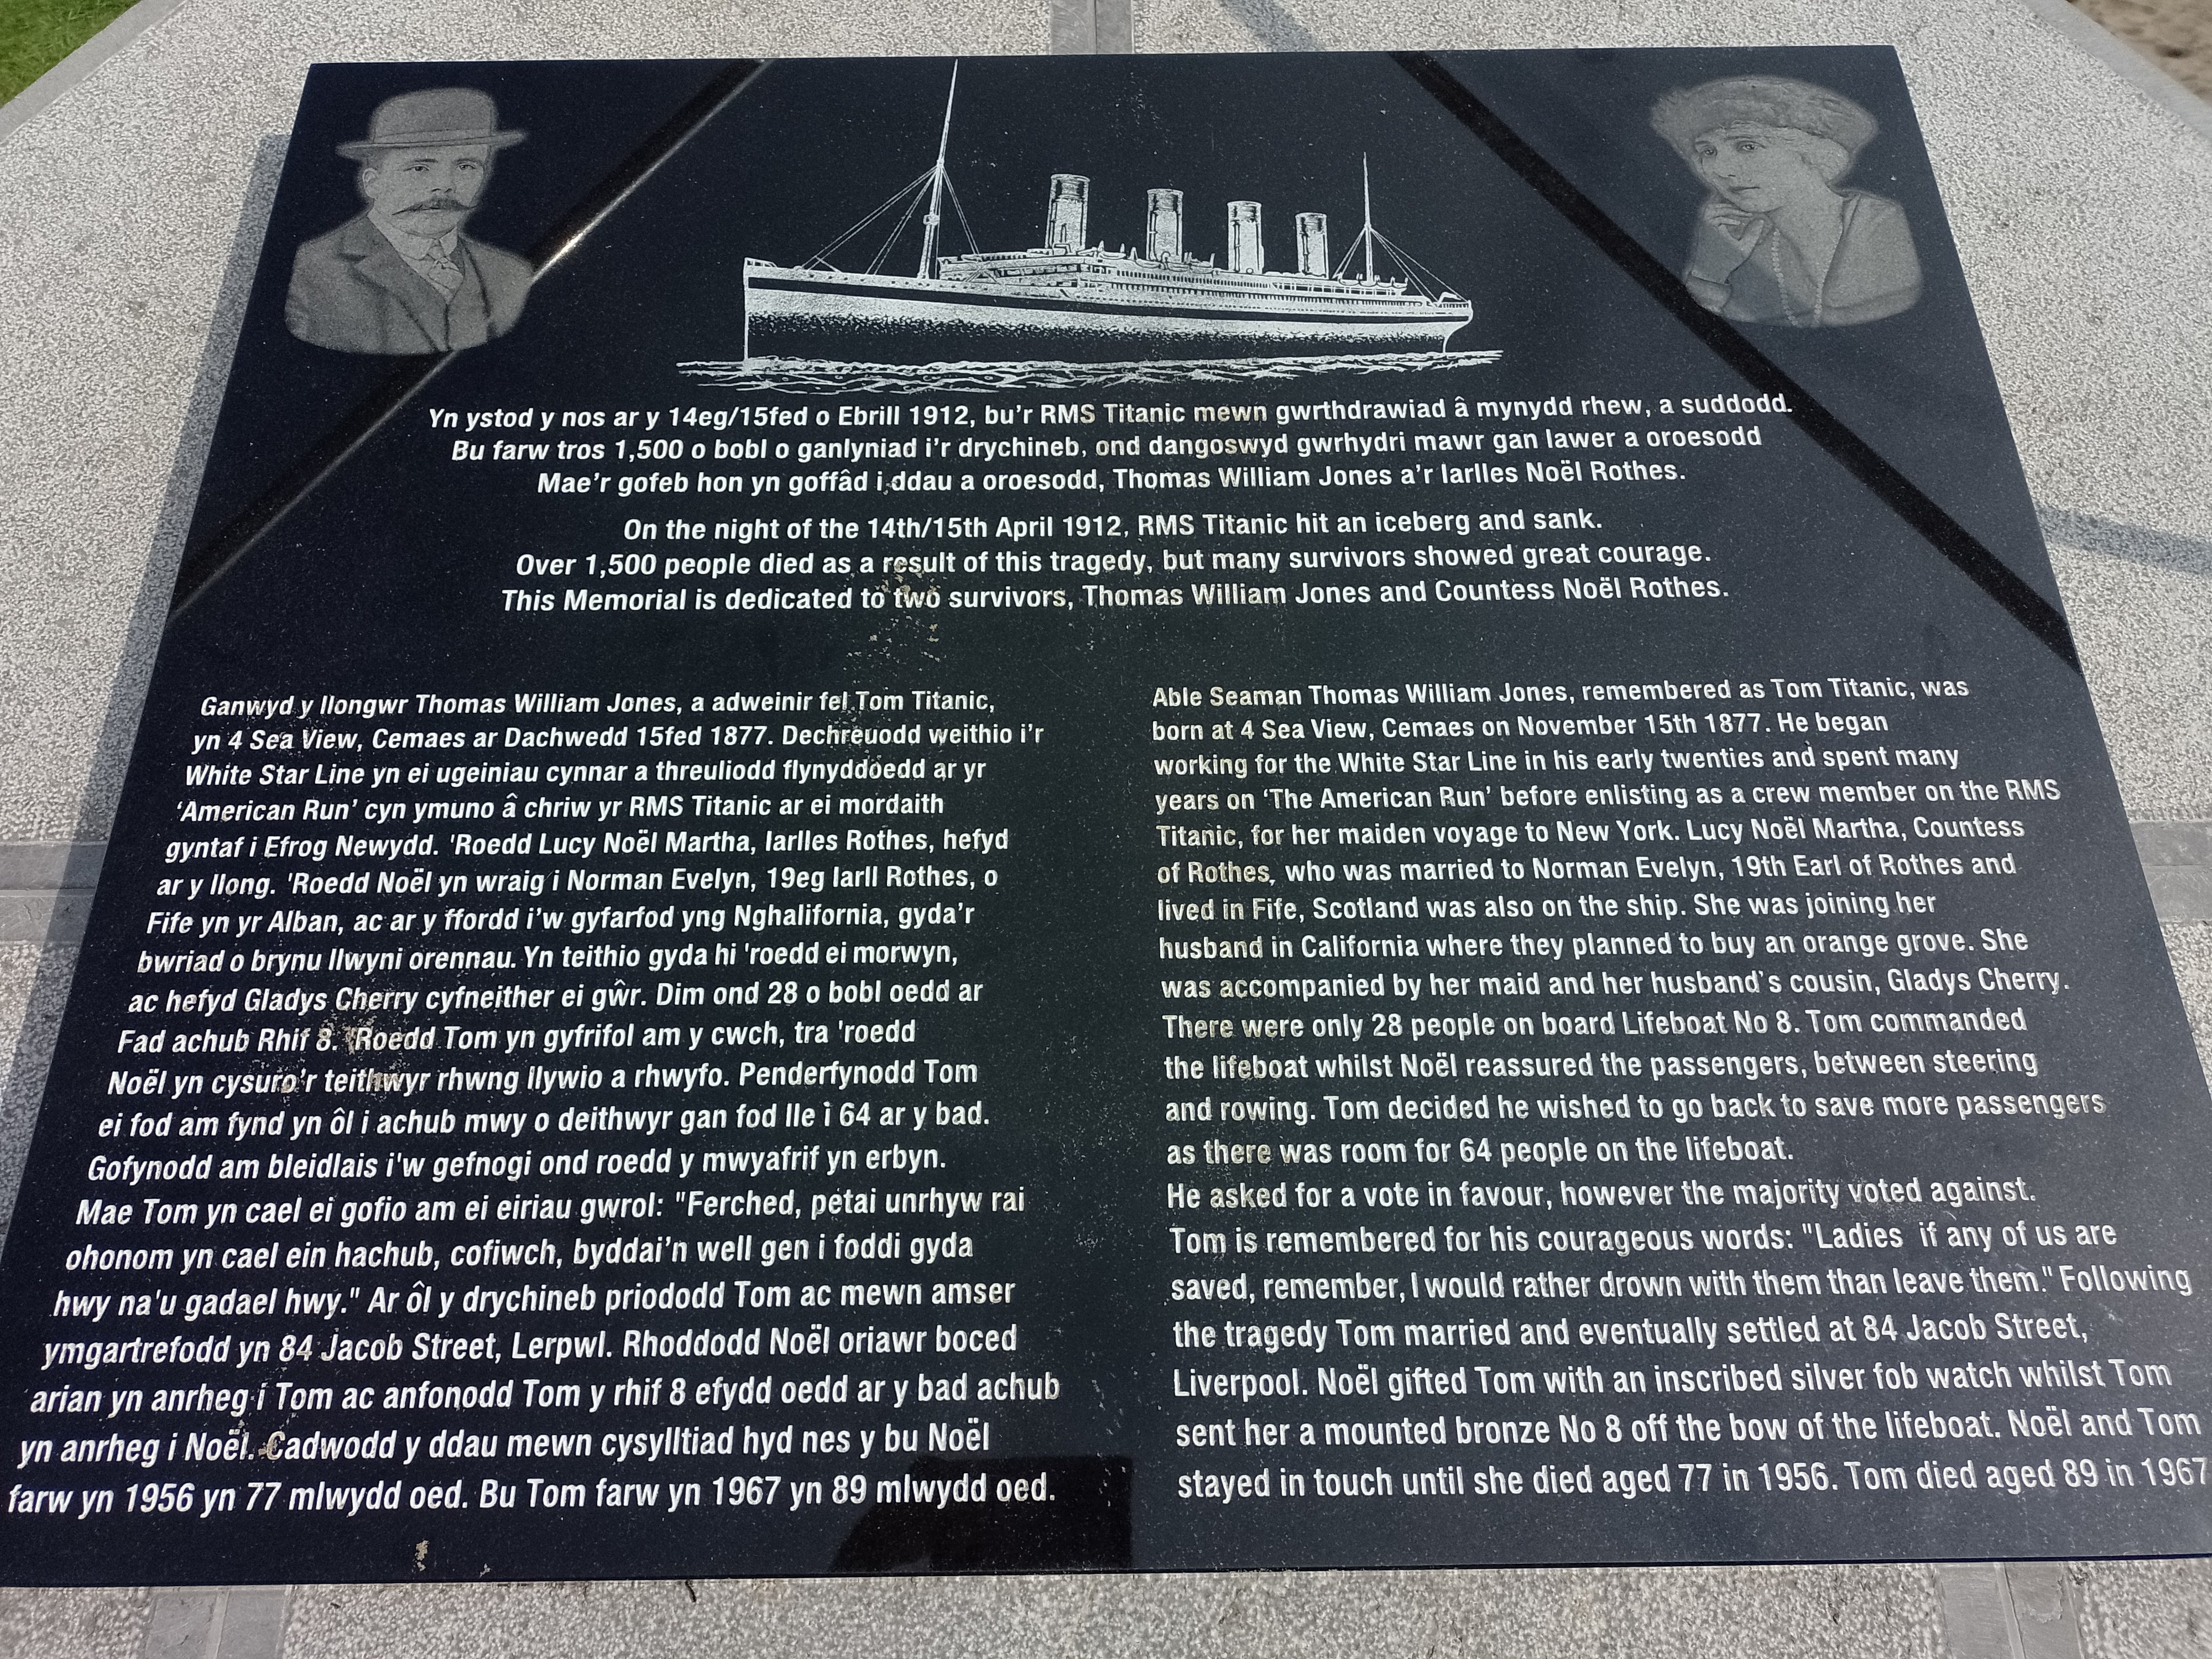 Yn ystod y nos ar y 14eg/15fed o Ebrill 1912, bu'r RMS Titanic mewn gwrthdrawiad â mynydd rhew, a suddodd.
Bu farw tros 1,500 o bobl o ganlyniad i'r drychineb, ond dangoswyd gwrhydri mawr gan lawer a oroesodd
Mae'r gofeb hon yn goffâd i ddau a oroesodd, Thomas William Jones a'r Iarlles Noël Rothes.
On the night of the 14th/15th April 1912, RMS Titanic hit an iceberg and sank.
Over 1,500 people died as a result of this tragedy, but many survivors showed great courage.
This Memorial is dedicated to two survivors, Thomas William Jones and Countess Noël Rothes.
Ganwyd y llongwr Thomas William Jones, a adweinir fel Tom Titanic,
yn 4 Sea View, Cemaes ar Dachwedd 15fed 1877. Dechreuodd weithio i'r
White Star Line yn ei ugeiniau cynnar a threuliodd flynyddoedd ar yr
'American Run' cyn ymuno â chriw yr RMS Titanic ar ei mordaith
gyntaf i Efrog Newydd. 'Roedd Lucy Noël Martha, Iarlles Rothes, hefyd
ar y llong. 'Roedd Noël yn wraig i Norman Evelyn, 19eg Iarll Rothes, o
Fife yn yr Alban, ac ar y ffordd i'w gyfarfod yng Nghalifornia, gyda'r
bwriad o brynu llwyni orennau. Yn teithio gyda hi 'roedd ei morwyn,
ac hefyd Gladys Cherry cyfneither ei gŵr. Dim ond 28 o bobl oedd ar
Fad achub Rhif 8. 'Roedd Tom yn gyfrifol am y cwch, tra 'roedd
Noël yn cysuro'r teithwyr rhwng llywio a rhwyfo. Penderfynodd Tom
ei fod am fynd yn ôl i achub mwy o deithwyr gan fod lle i 64 ar y bad.
Gofynodd am bleidlais i'w gefnogi ond roedd y mwyafrif yn erbyn.
Mae Tom yn cael ei gofio am ei eiriau gwrol: "Ferched, petai unrhyw rai
ohonom yn cael ein hachub, cofiwch, byddai'n well gen i foddi gyda
hwy na'u gadael hwy." Ar ôl y drychineb priododd Tom ac mewn amser
ymgartrefodd yn 84 Jacob Street, Lerpwl. Rhoddodd Noël oriawr boced
arian yn anrheg i Tom ac anfonodd Tom y rhif 8 efydd oedd ar y bad achub
yn anrheg i Noël. Cadwodd y ddau mewn cysylltiad hyd nes y bu Noël
farw yn 1956 yn 77 mlwydd oed. Bu Tom farw yn 1967 yn 89 mlwydd oed.
Able Seaman Thomas William Jones, remembered as Tom Titanic, was
born at 4 Sea View, Cemaes on November 15th 1877. He began
working for the White Star Line in his early twenties and spent many
years on 'The American Run' before enlisting as a crew member on the RMS
Titanic, for her maiden voyage to New York. Lucy Noël Martha, Countess
of Rothes, who was married to Norman Evelyn, 19th Earl of Rothes and
lived in Fife, Scotland was also on the ship. She was joining her
husband in California where they planned to buy an orange grove. She
was accompanied by her maid and her husband's cousin, Gladys Cherry.
There were only 28 people on board Lifeboat No 8. Tom commanded
the lifeboat whilst Noël reassured the passengers, between steering
and rowing. Tom decided he wished to go back to save more passengers
as there was room for 64 people on the lifeboat.
He asked for a vote in favour, however the majority voted against.
Tom is remembered for his courageous words: "Ladies if any of us are
saved, remember, I would rather drown with them than leave them." Following
the tragedy Tom married and eventually settled at 84 Jacob Street,
Liverpool. Noël gifted Tom with an inscribed silver fob watch whilst Tom
sent her a mounted bronze No 8 off the bow of the lifeboat. Noël and Tom
stayed in touch until she died aged 77 in 1956. Tom died aged 89 in 1967